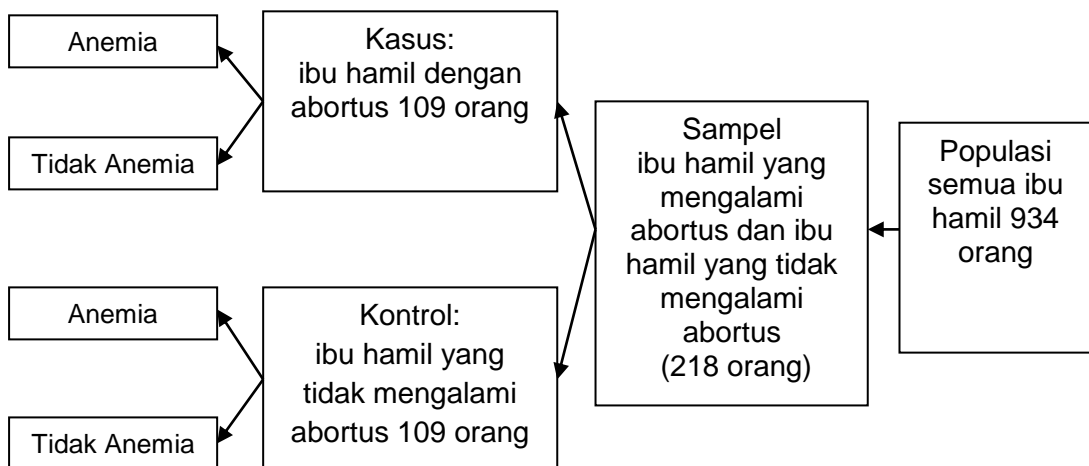 Anemia
Tidak Anemia
Kasus:
ibu hamil dengan
abortus 109 orang
Sampel
ibu hamil yang
mengalami
abortus dan ibu
hamil yang tidak
mengalami
abortus
(218 orang)
Populasi
semua ibu
hamil 934
orang
Anemia
Tidak Anemia
Kontrol:
ibu hamil yang
tidak mengalami
abortus 109 orang